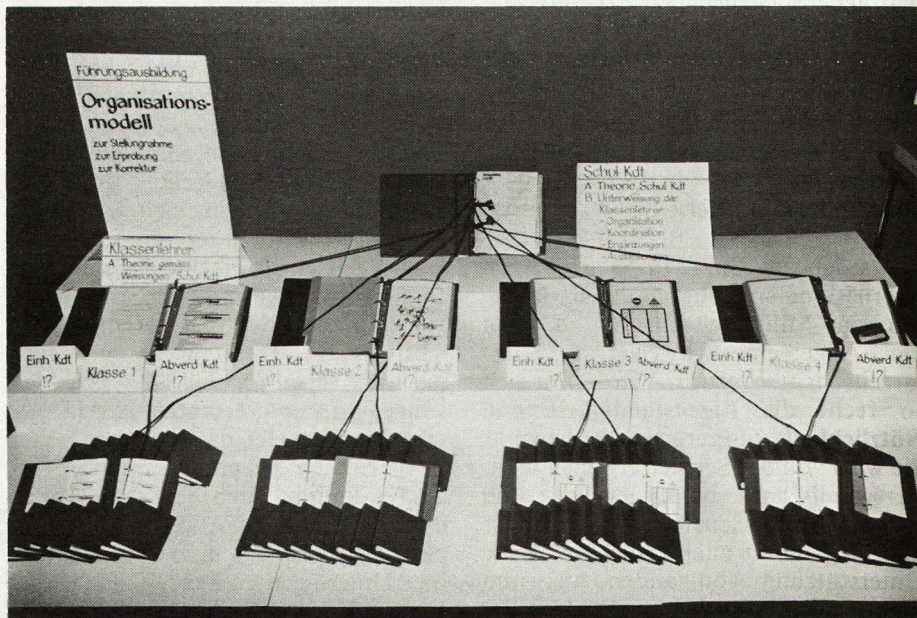 Führungsausbildung
Organisations-
modell
zur Stellungnahme
zur Erprobung
zur Korrektur
Schul Kdt
A Theorie Schul Kdt
B Unterweisung der
Klassenlehrer
- Organisation
- Koordination
- Ergänzungen
Klassenlehrer
A Theorie gemäss
Weisungen Schul Kdt
Einh Kdt
!?
Klasse 1
Abverd Kdt
!?
Einh Kdt
!?
Klasse 2
Abverd Kdt
!?
Einh Kdt
!?
Klasse 3
Abverd Kdt
!?
Einh Kdt
!?
Klasse 4
Abverd Kdt
!?